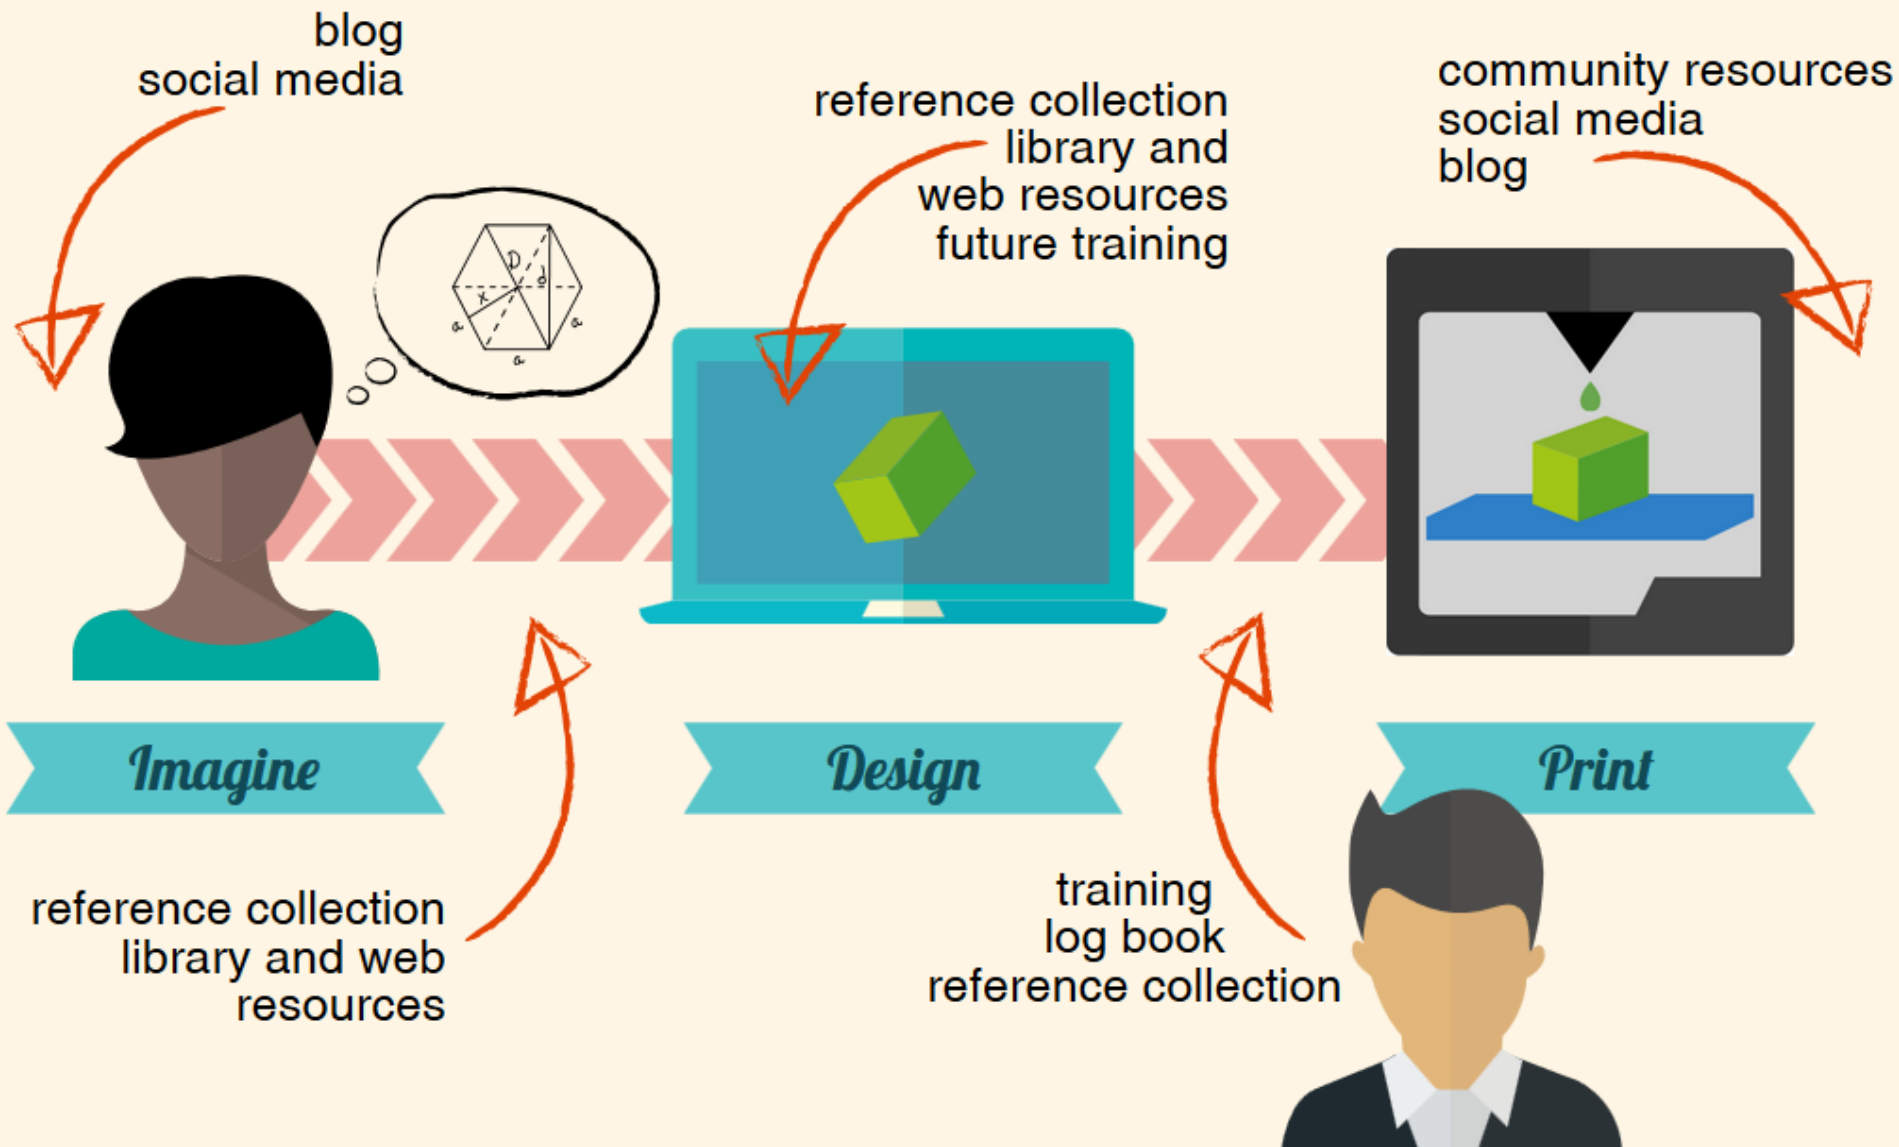 blog
social media
reference collection
library and
web resources
future training
community resources
social media
blog
D
d
x
a
a
a
Imagine
Design
Print
reference collection
library and web
resources
training
log book
reference collection